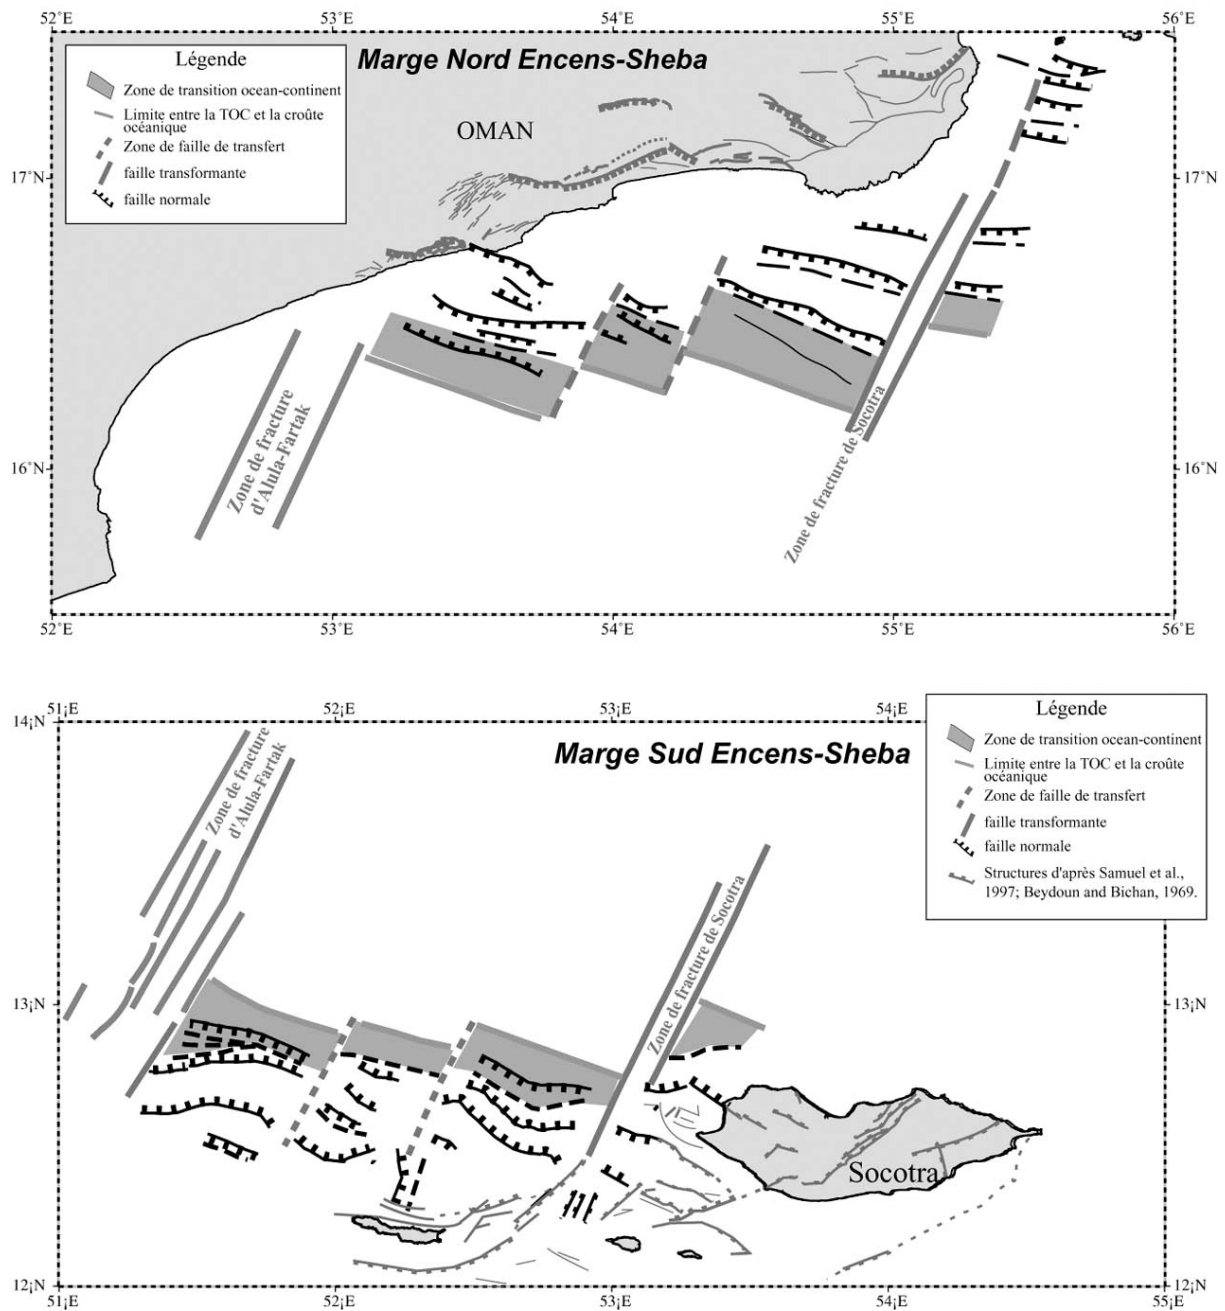 52˚E 53˚E 54˚E 55˚E 56˚E
Légende
Zone de transition ocean-continent
Limite entre la TOC et la croûte
océanique
Zone de faille de transfert
faille transformante
faille normale
Marge Nord Encens-Sheba
OMAN
17˚N 17˚N
16˚N 16˚N
Zone de fracture
d'Alula-Fartak
Zone de fracture de Socotra
52˚E 53˚E 54˚E 55˚E 56˚E
51¡E 52¡E 53¡E 54¡E
14¡N
Marge Sud Encens-Sheba
Légende
Zone de transition ocean-continent
Limite entre la TOC et la croûte
océanique
Zone de faille de transfert
faille transformante
faille normale
Structures d'après Samuel et al.,
1997; Beydoun and Bichan, 1969.
Zone de fracture
d'Alula-Fartak
Zone de fracture de Socotra
13¡N 13¡N
Socotra
12¡N 12¡N
51¡E 52¡E 53¡E 54¡E 55¡E